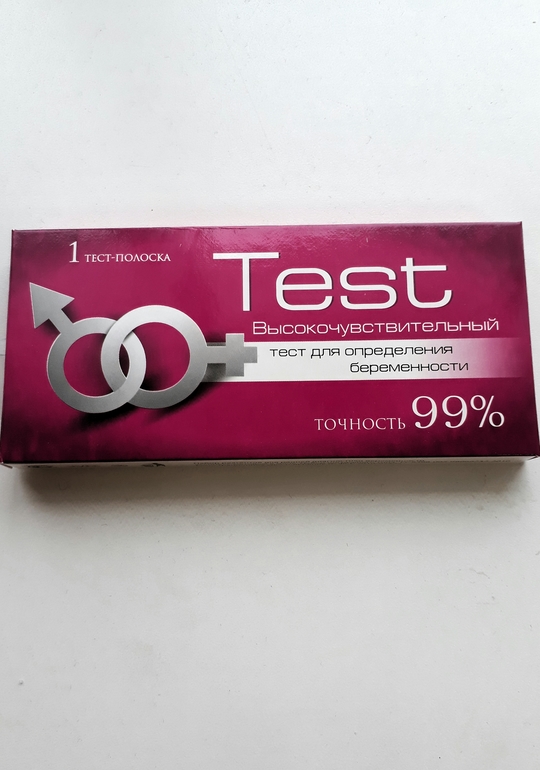 1 ТЕСТ-ПОЛОСКА
Test
Высокочувствительный
тест для определения
беременности
ТОЧНОСТЬ 99%